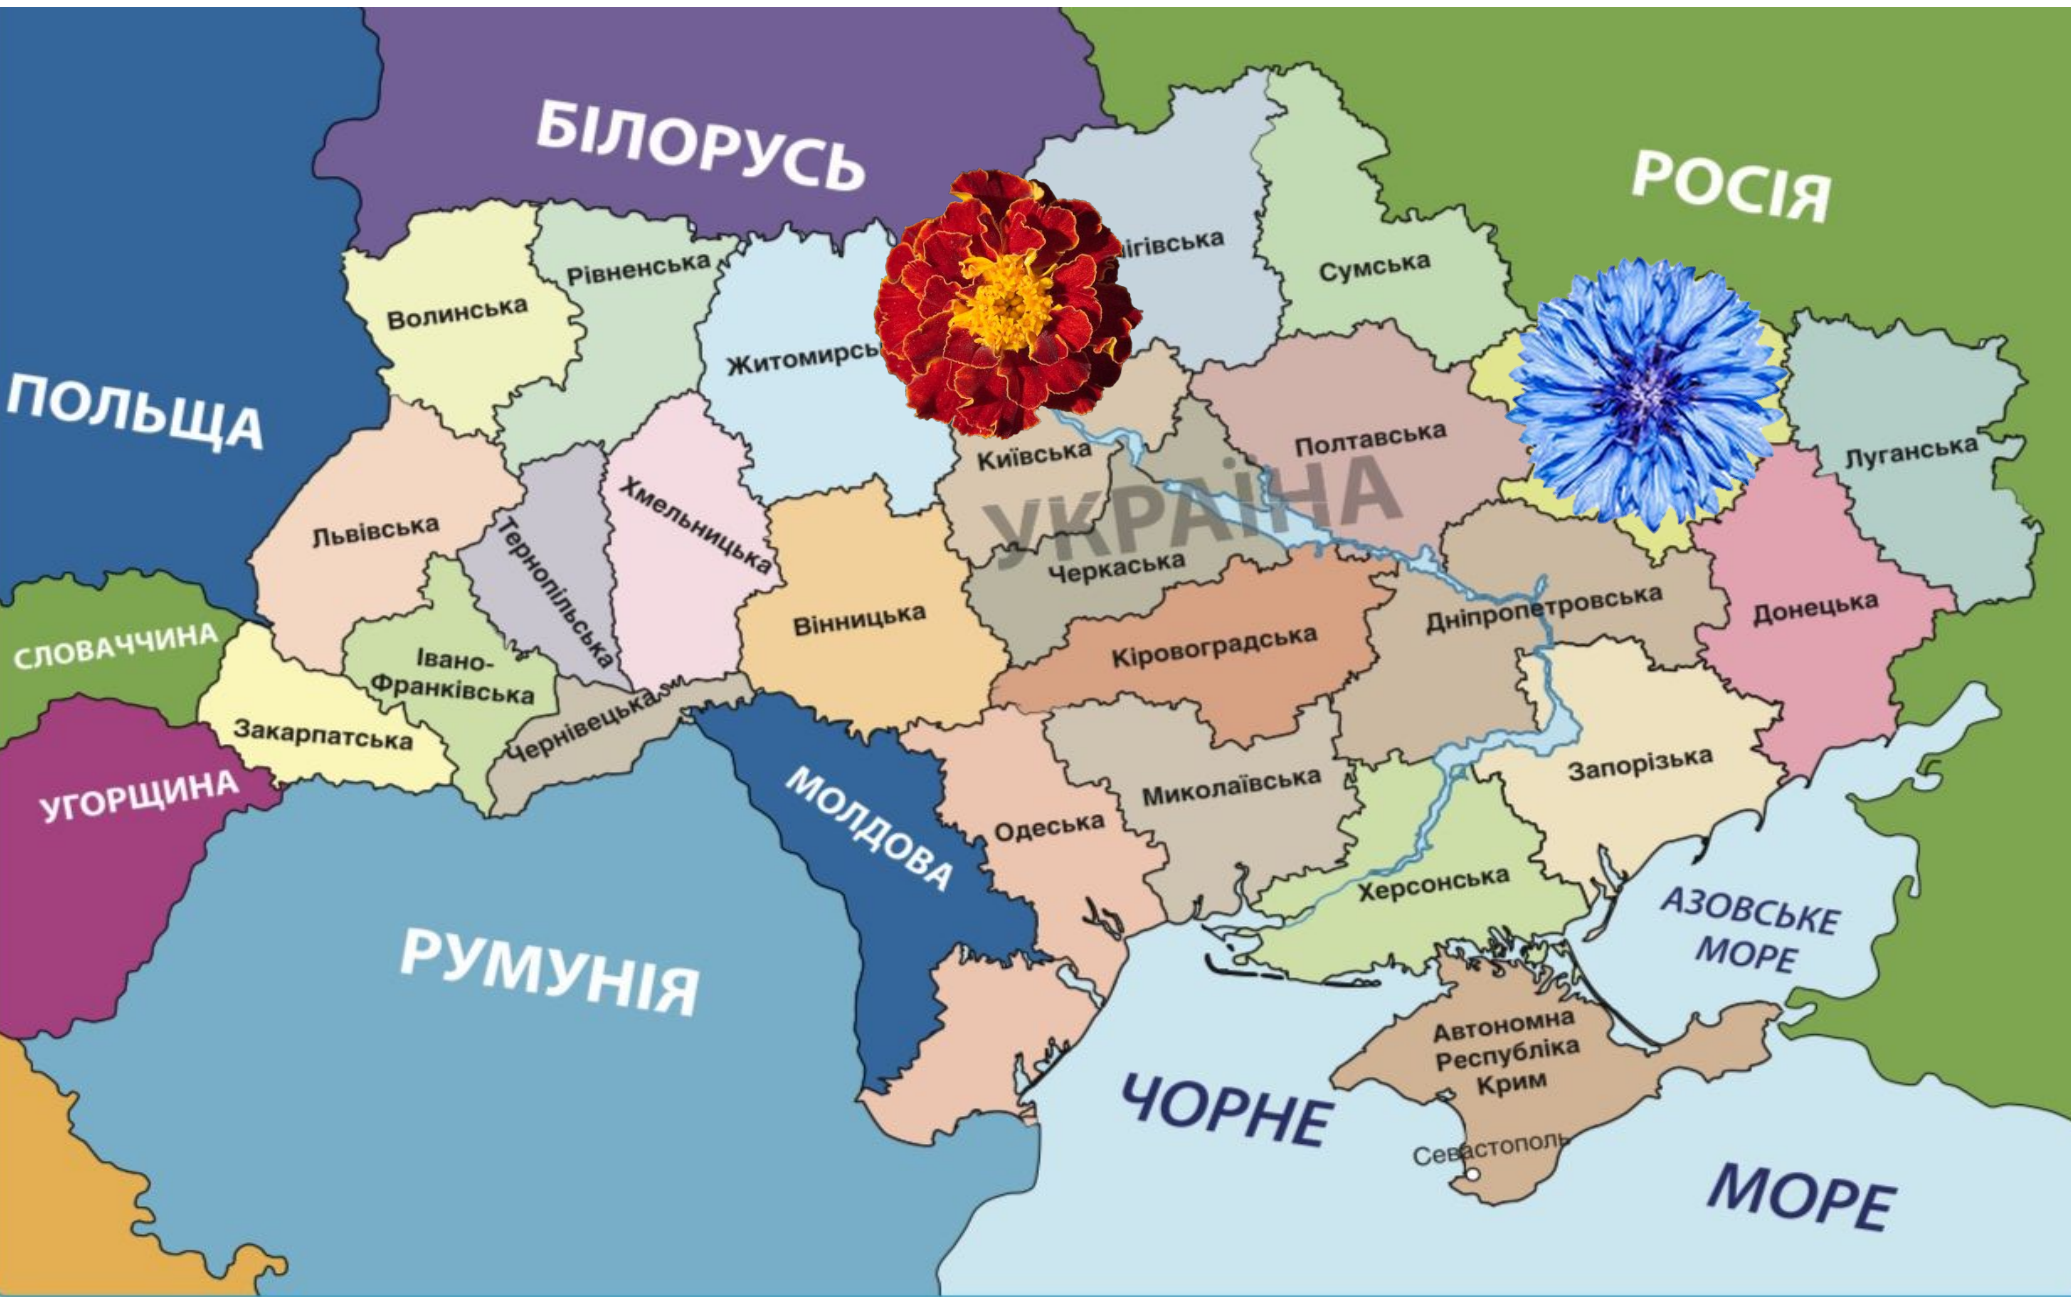 БІЛОРУСЬ
РОСІЯ
ПОЛЬЩА
СЛОВАЧЧИНА
УГОРЩИНА
РУМУНІЯ
МОЛДОВА
УКРАЇНА
Волинська
Рівненська
Сумська
Львівська
Тернопільська
Хмельницька
Київська
Полтавська
Луганська
Черкаська
Вінницька
Кіровоградська
Дніпропетровська
Донецька
Івано-
Франківська
Закарпатська
Чернівецька
Одеська
Миколаївська
Запорізька
Херсонська
Автономна
Республіка
Крим
Севастополь
АЗОВСЬКЕ
МОРЕ
ЧОРНЕ
МОРЕ